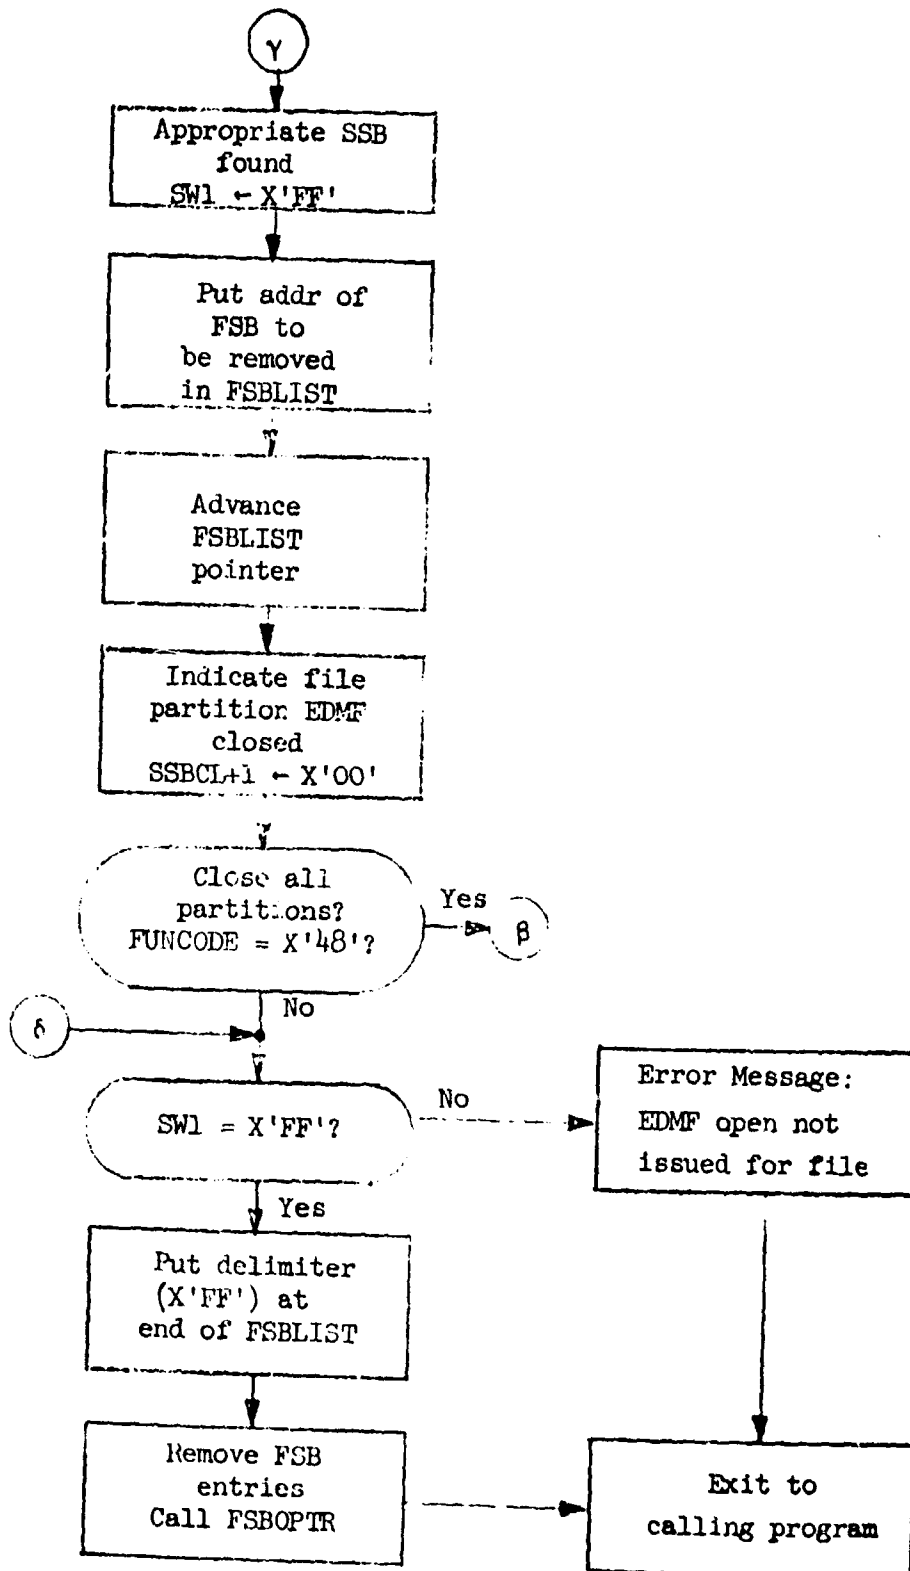 γ
Appropriate SSB
found
SW1 ← X'FF'
Put addr of
FSB to
be removed
in FSBLIST
Advance
FSBLIST
pointer
Indicate file
partition EDMF
closed
SSBCL+1 ← X'00'
Close all
partitions?
FUNCODE = X'48'?
Yes
β
No
δ
SW1 = X'FF'?
No
Error Message:
EDMF open not
issued for file
Yes
Put delimiter
(X'FF') at
end of FSBLIST
Remove FSB
entries
Call FSBOPTR
Exit to
calling program